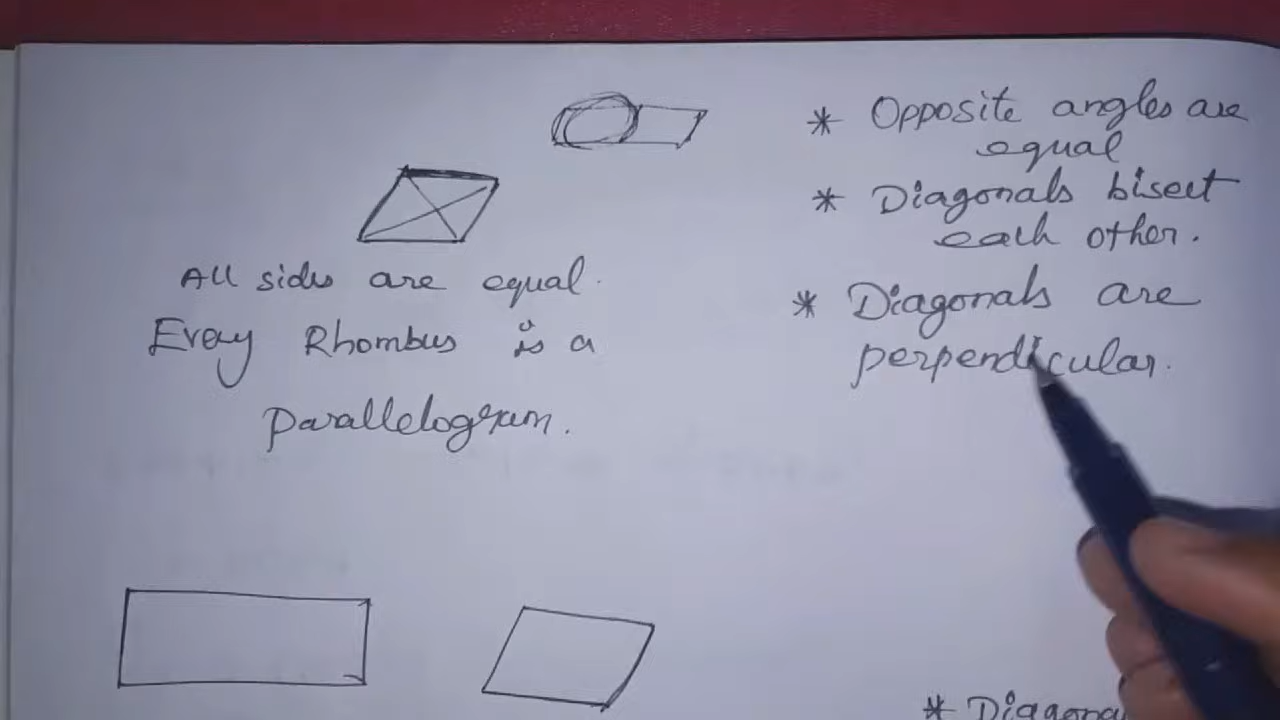 * Opposite angles are
equal
* Diagonals bisect
each other.
* Diagonals are
perpendicular.
All sides are equal.
Every Rhombus is a
parallelogram.